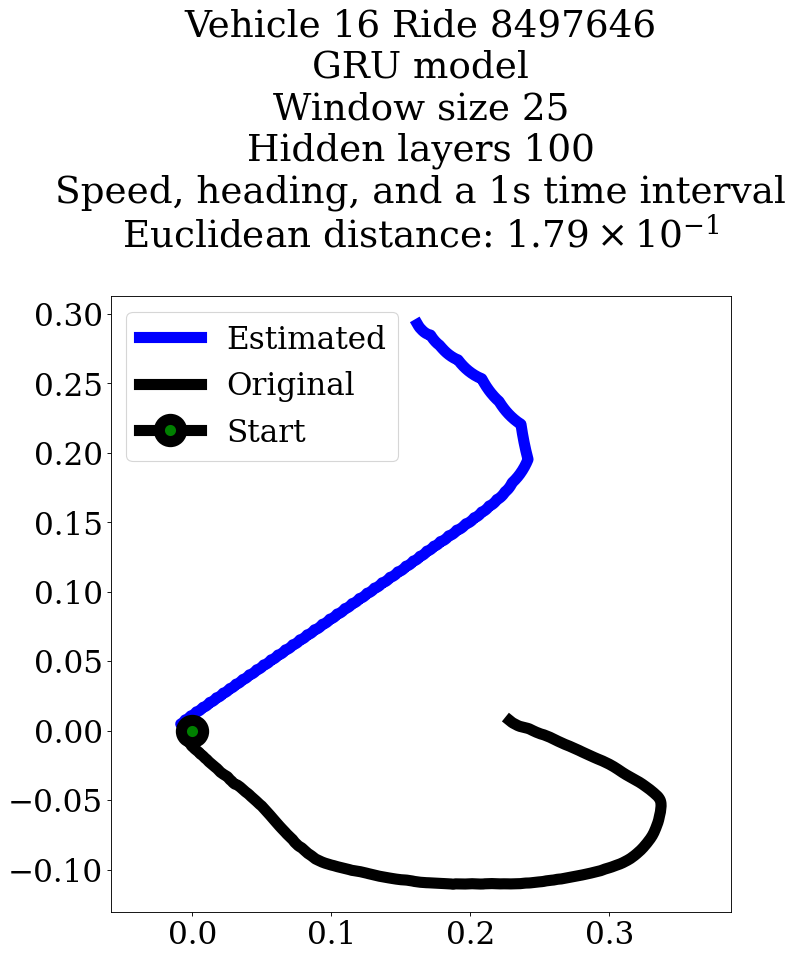 Vehicle 16 Ride 8497646
GRU model
Window size 25
Hidden layers 100
Speed, heading, and a 1s time interval
Euclidean distance: 1.79 × 10⁻¹
Estimated
Original
Start
0.30
0.25
0.20
0.15
0.10
0.05
0.00
−0.05
−0.10
0.0 0.1 0.2 0.3